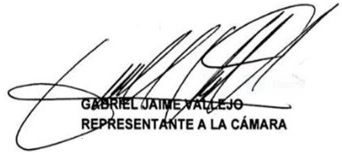 GABRIEL JAIME VALLEJO
REPRESENTANTE A LA CÁMARA